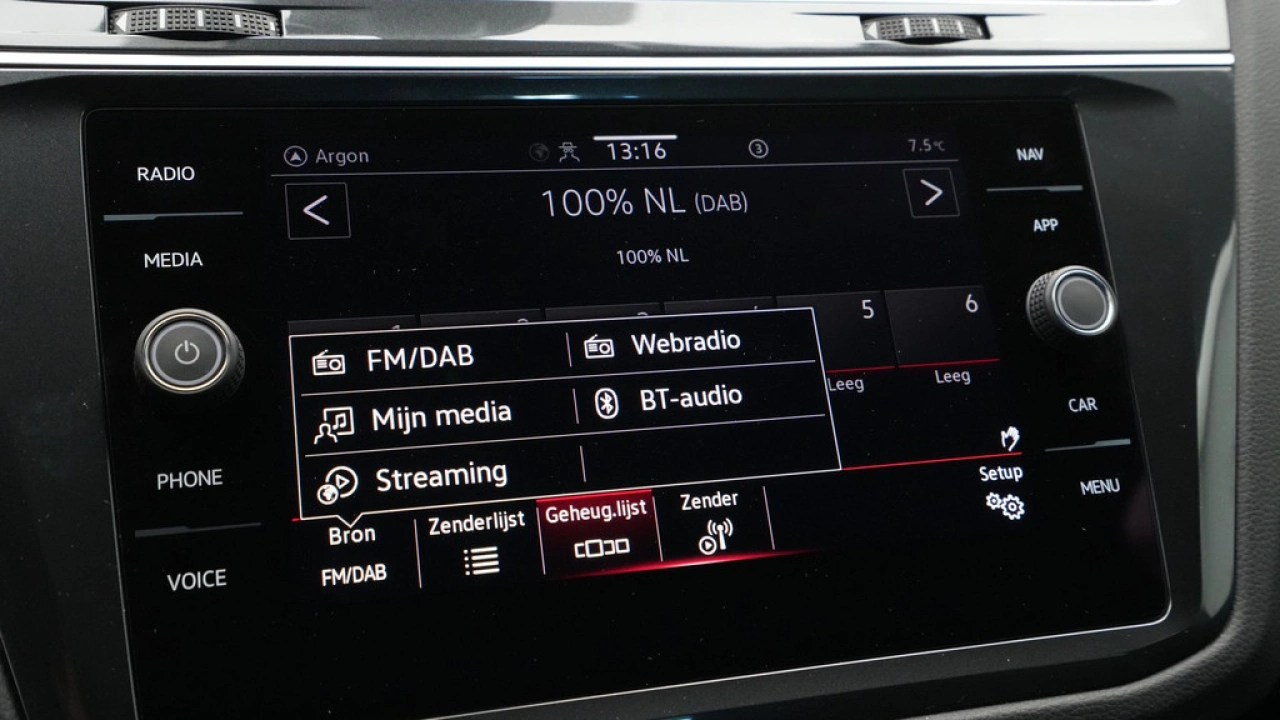 RADIO
MEDIA
PHONE
VOICE
Argon
13:16
3
7.5°C
100% NL (DAB)
100% NL
5
6
Leeg
Leeg
FM/DAB
Webradio
Mijn media
BT-audio
Streaming
Bron
FM/DAB
Zenderlijst
Geheug.lijst
Zender
Setup
NAV
APP
CAR
MENU